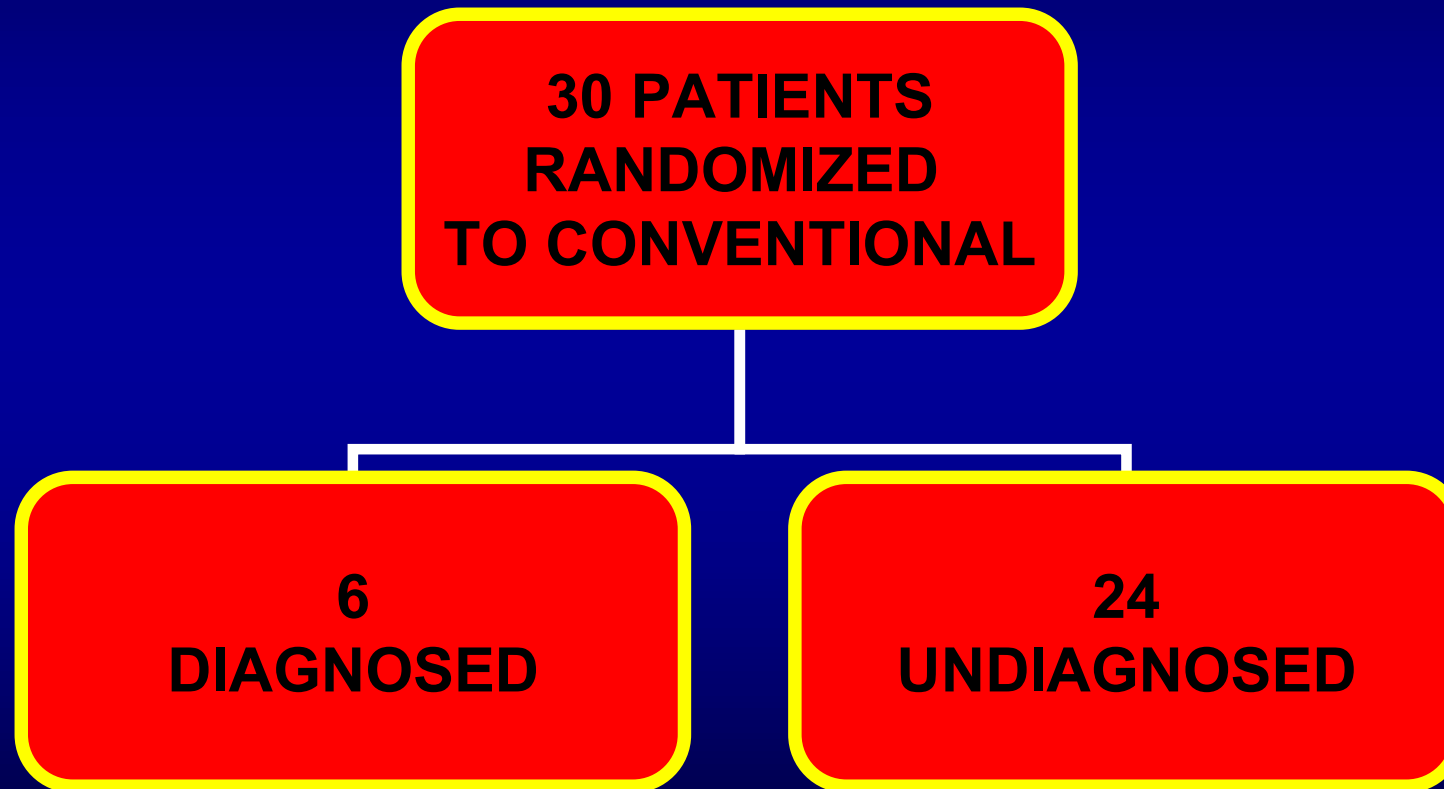 30 PATIENTS
RANDOMIZED
TO CONVENTIONAL
6
DIAGNOSED
24
UNDIAGNOSED